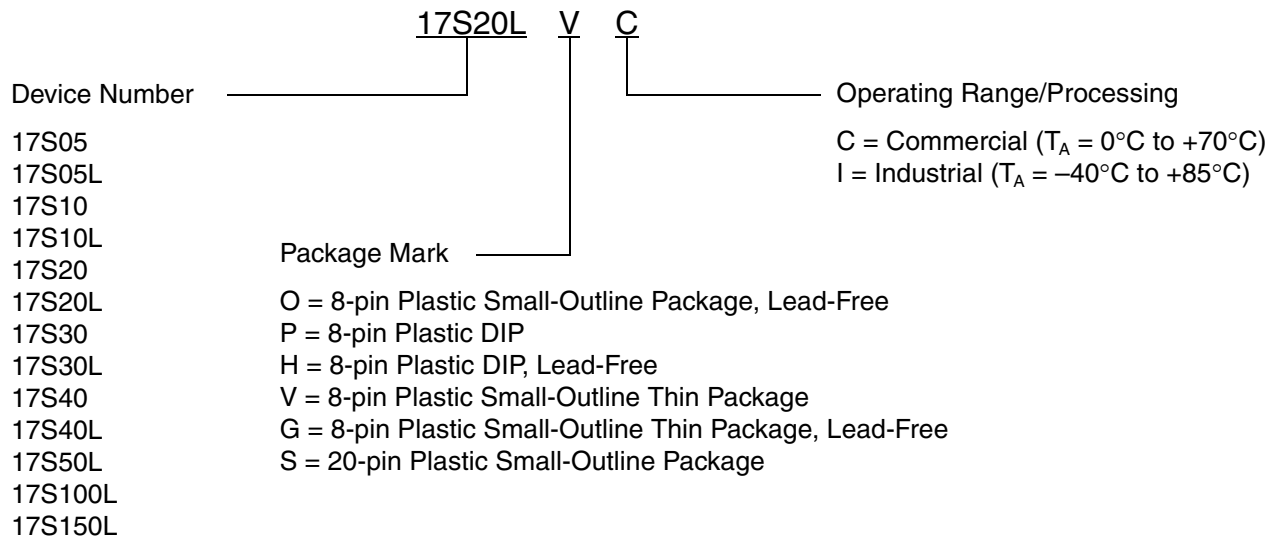 17S20L V C
Device Number
17S05
17S05L
17S10
17S10L
17S20
17S20L
17S30
17S30L
17S40
17S40L
17S50L
17S100L
17S150L
Package Mark
O = 8-pin Plastic Small-Outline Package, Lead-Free
P = 8-pin Plastic DIP
H = 8-pin Plastic DIP, Lead-Free
V = 8-pin Plastic Small-Outline Thin Package
G = 8-pin Plastic Small-Outline Thin Package, Lead-Free
S = 20-pin Plastic Small-Outline Package
Operating Range/Processing
C = Commercial (TA = 0°C to +70°C)
I = Industrial (TA = –40°C to +85°C)